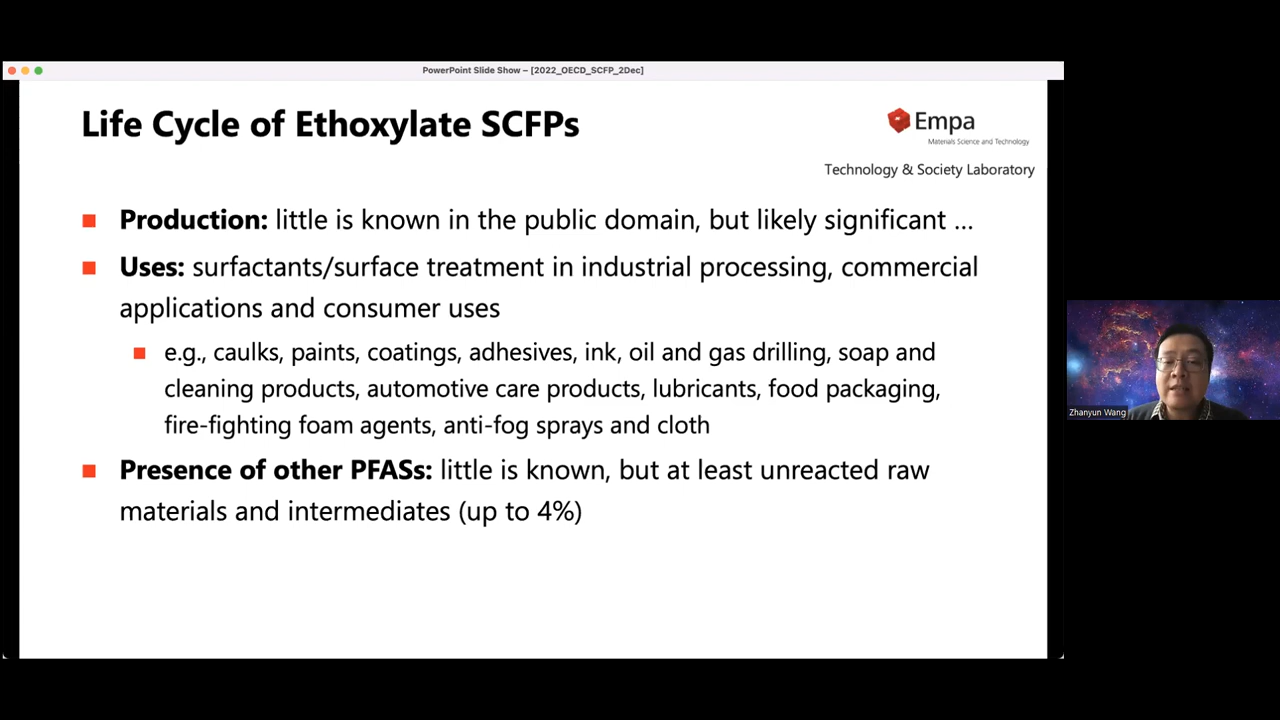 PowerPoint Slide Show – [2022_OECD_SCFP_2Dec]
Life Cycle of Ethoxylate SCFPs
Empa
Materials Science and Technology
Technology & Society Laboratory
Production: little is known in the public domain, but likely significant ...
Uses: surfactants/surface treatment in industrial processing, commercial
applications and consumer uses
e.g., caulks, paints, coatings, adhesives, ink, oil and gas drilling, soap and
cleaning products, automotive care products, lubricants, food packaging,
fire-fighting foam agents, anti-fog sprays and cloth
Presence of other PFASs: little is known, but at least unreacted raw
materials and intermediates (up to 4%)
Zhanyun Wang